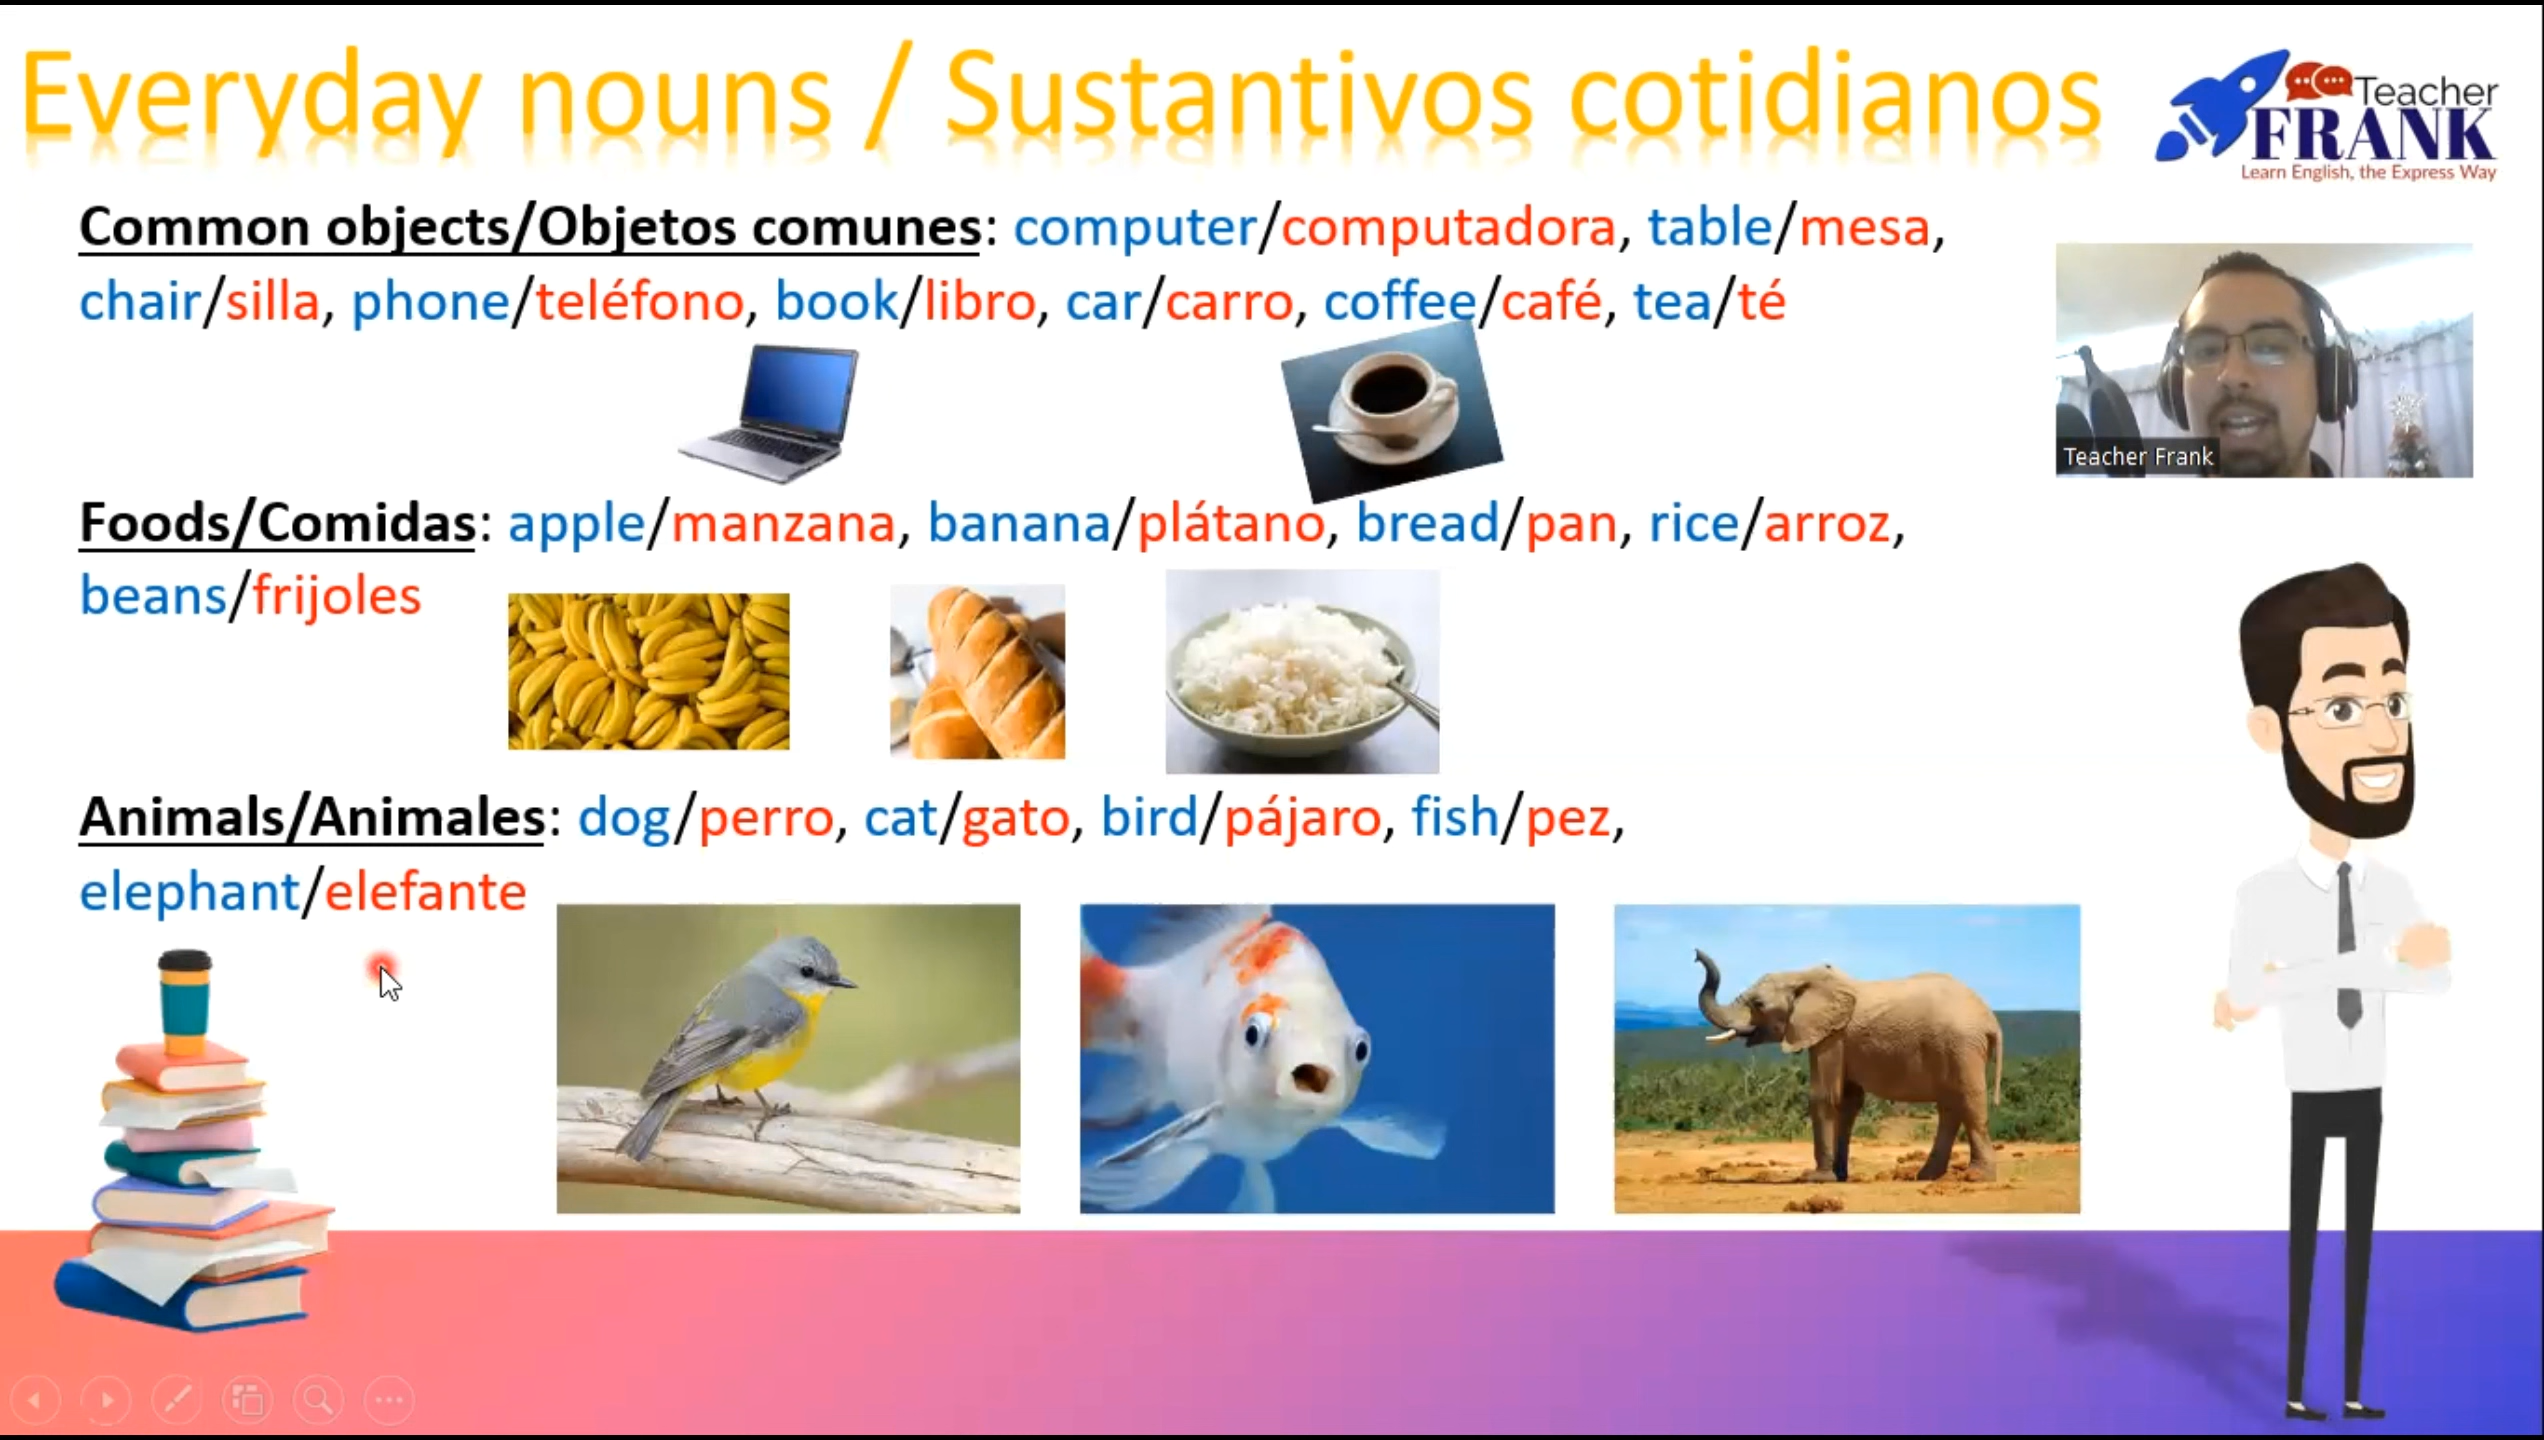 Everyday nouns / Sustantivos cotidianos
Teacher
FRANK
Learn English, the Express Way
Common objects/Objetos comunes: computer/computadora, table/mesa,
chair/silla, phone/teléfono, book/libro, car/carro, coffee/café, tea/té
Teacher Frank
Foods/Comidas: apple/manzana, banana/plátano, bread/pan, rice/arroz,
beans/frijoles
Animals/Animales: dog/perro, cat/gato, bird/pájaro, fish/pez,
elephant/elefante